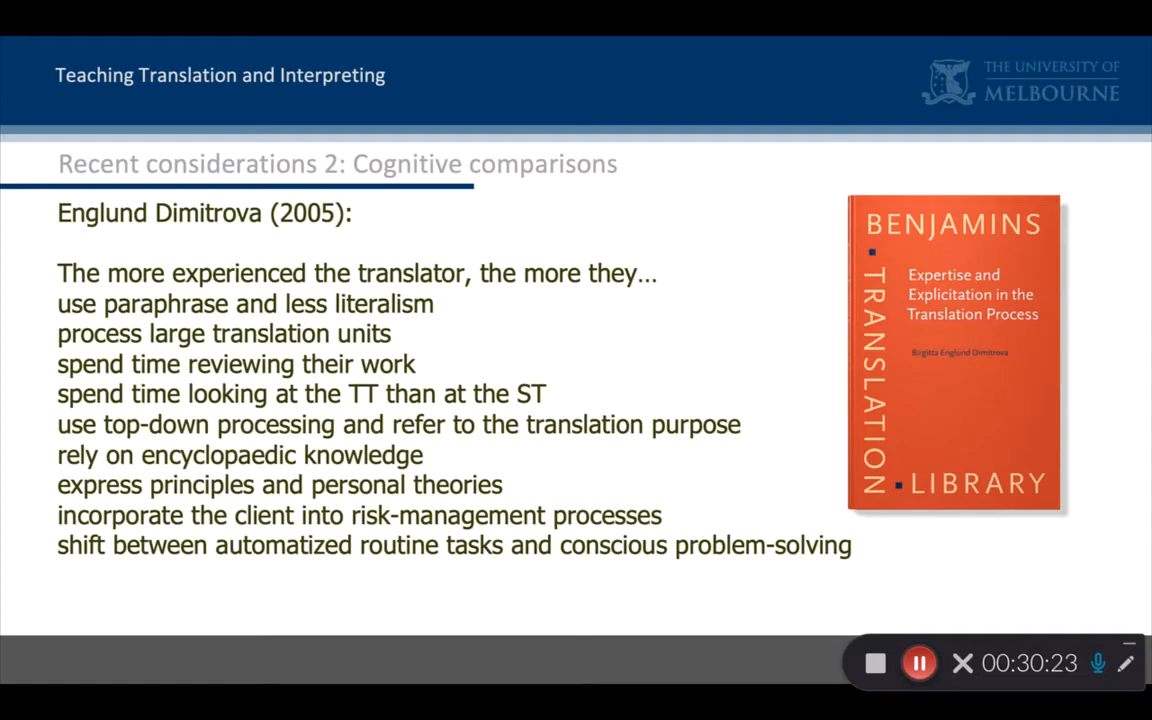 Teaching Translation and Interpreting
THE UNIVERSITY OF
MELBOURNE
Recent considerations 2: Cognitive comparisons
Englund Dimitrova (2005):
The more experienced the translator, the more they...
use paraphrase and less literalism
process large translation units
spend time reviewing their work
spend time looking at the TT than at the ST
use top-down processing and refer to the translation purpose
rely on encyclopaedic knowledge
express principles and personal theories
incorporate the client into risk-management processes
shift between automatized routine tasks and conscious problem-solving
BENJAMINS
TRANSLATION
LIBRARY
Expertise and
Explicitation in the
Translation Process
Birgitta Englund Dimitrova
00:30:23